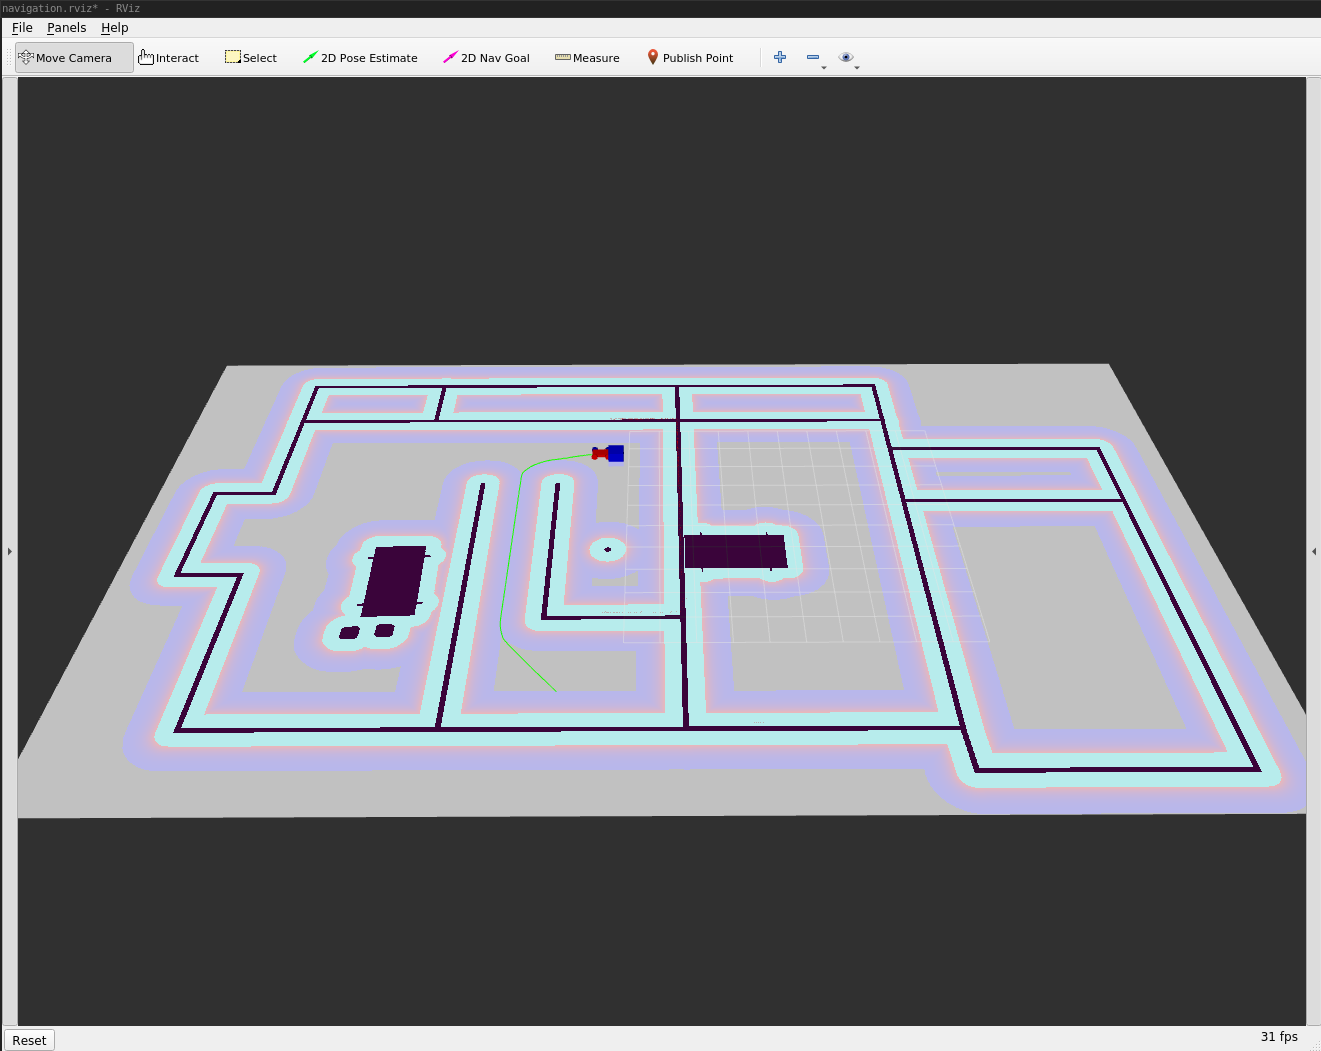 navigation.rviz* - RViz
File Panels Help
Move Camera Interact Select 2D Pose Estimate 2D Nav Goal Measure Publish Point
Reset 31 fps